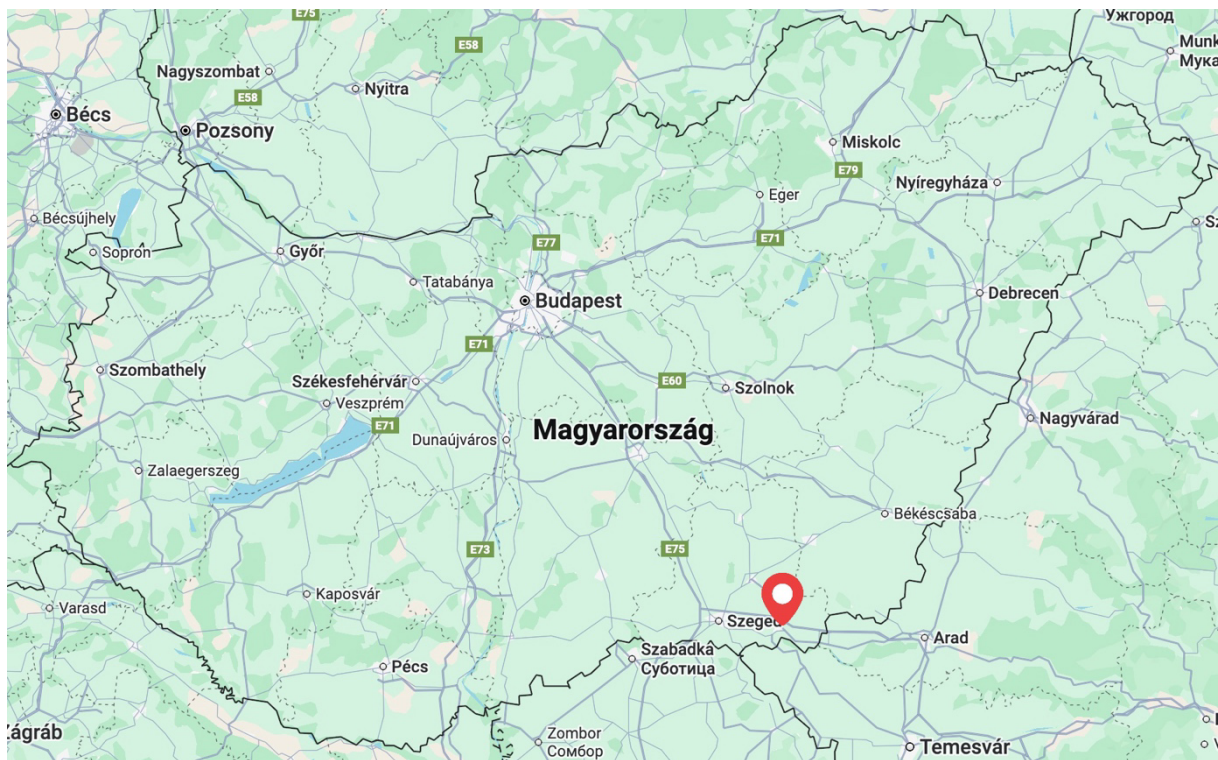 E75
Ужгород
E58
Munk
Мука
Nagyszombat
Nyitra
E58
Bécs
Pozsony
Miskolc
E79
Nyíregyháza
Eger
Bécsújhely
Sz
E71
E77
Sopron
Győr
Tatabánya
Debrecen
Budapest
E71
Szombathely
Székesfehérvár
E60
Szolnok
Veszprém
E71
Nagyvárad
Dunaújváros
Magyarország
Zalaegerszeg
Békéscsaba
E73
E75
Kaposvár
Varasd
Szeged
Arad
Szabadka
Суботица
Pécs
Zágráb
Zombor
Сомбор
Temesvár